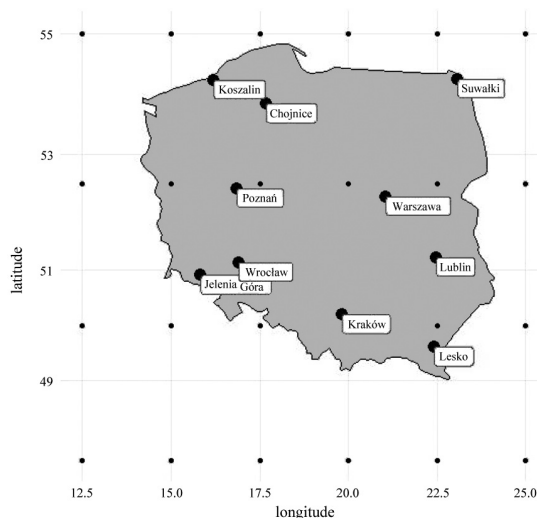 55
Koszalin
Suwałki
Chojnice
53
Poznań
Warszawa
latitude
51
Wrocław
Lublin
Jelenia Góra
Kraków
Lesko
49
12.5 15.0 17.5 20.0 22.5 25.0
longitude